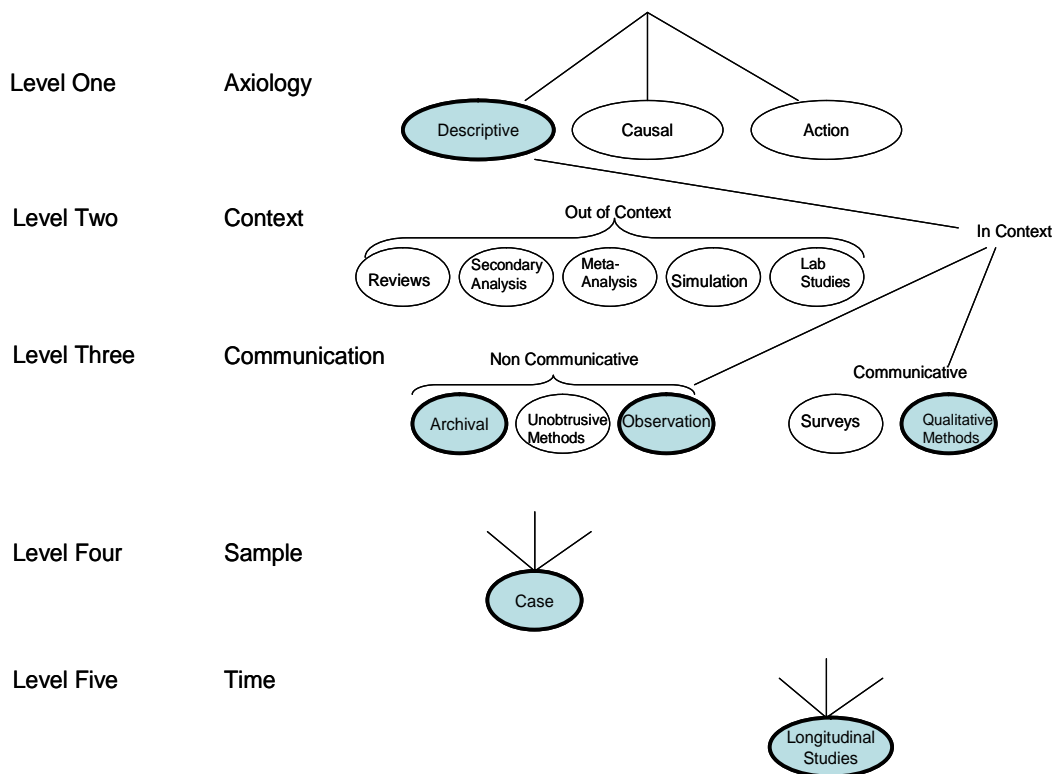 Level One
Axiology
Descriptive
Causal
Action
Level Two
Context
Out of Context
In Context
Reviews
Secondary
Analysis
Meta-
Analysis
Simulation
Lab
Studies
Level Three
Communication
Non Communicative
Communicative
Archival
Unobtrusive
Methods
Observation
Surveys
Qualitative
Methods
Level Four
Sample
Case
Level Five
Time
Longitudinal
Studies